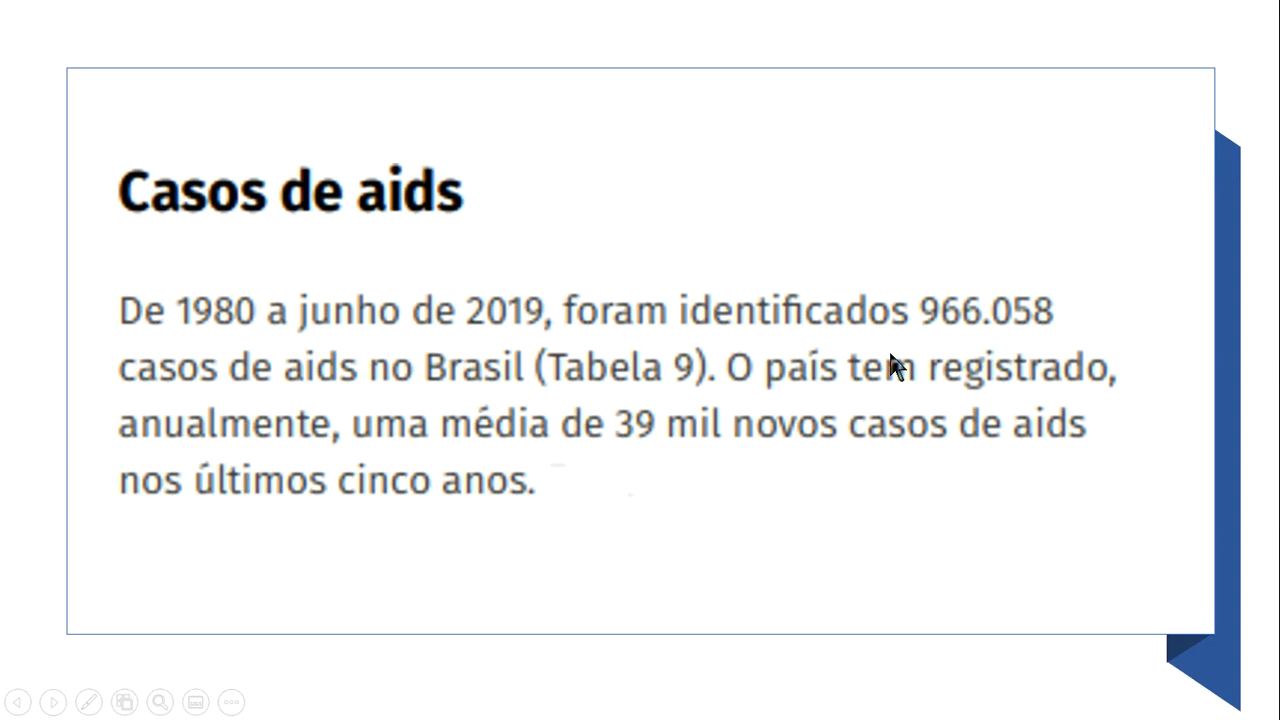 Casos de aids
De 1980 a junho de 2019, foram identificados 966.058
casos de aids no Brasil (Tabela 9). O país tem registrado,
anualmente, uma média de 39 mil novos casos de aids
nos últimos cinco anos.